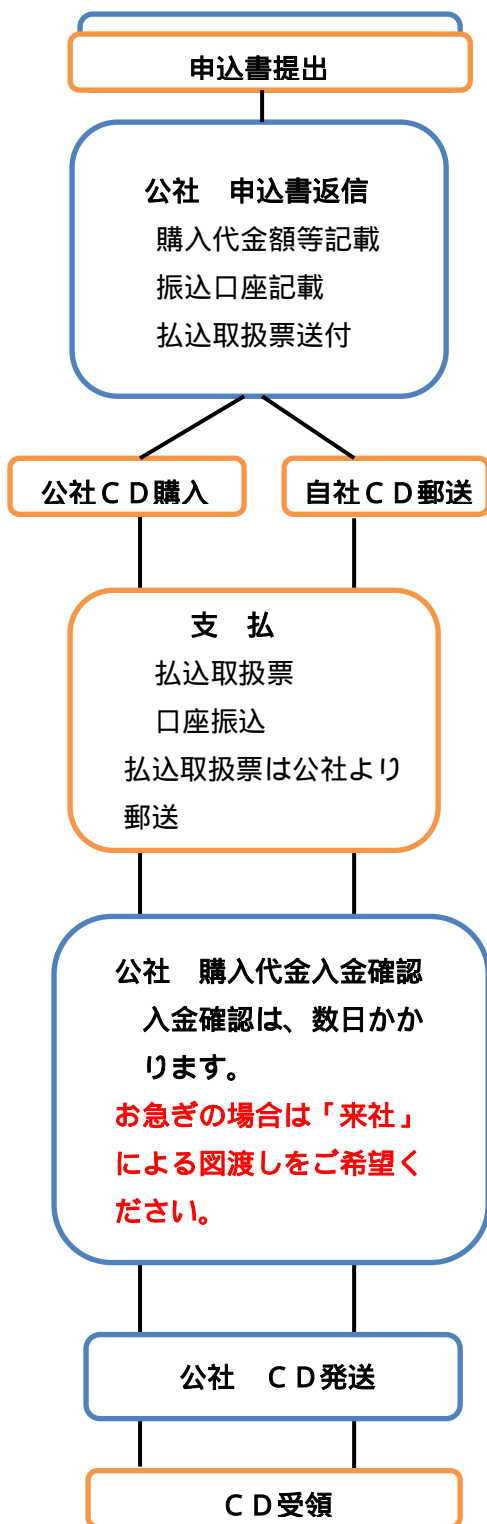 申込書提出
公社　申込書返信
購入代金額等記載
振込口座記載
払込取扱票送付
公社ＣＤ購入
自社ＣＤ郵送
支　払
払込取扱票
口座振込
払込取扱票は公社より
郵送
公社　購入代金入金確認
入金確認は、数日かか
ります。
お急ぎの場合は「来社」
による図渡しをご希望く
ださい。
公社　ＣＤ発送
ＣＤ受領